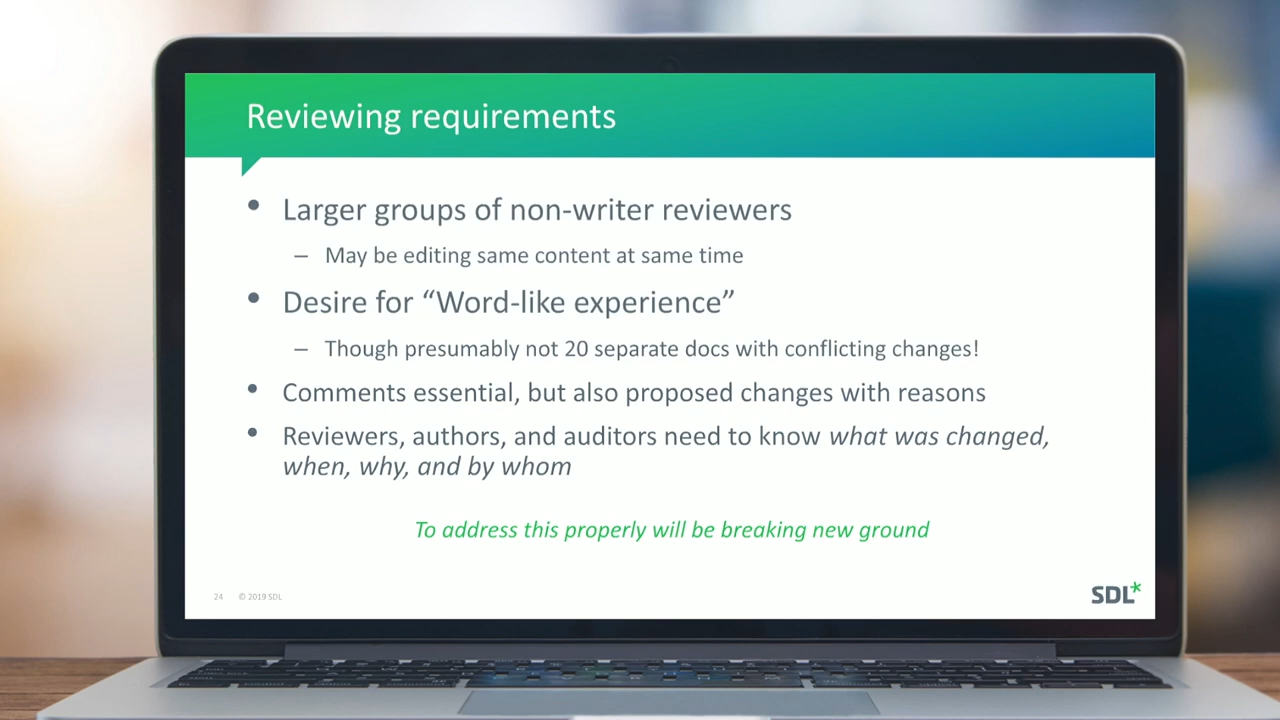 Reviewing requirements
• Larger groups of non-writer reviewers
– May be editing same content at same time
• Desire for “Word-like experience”
– Though presumably not 20 separate docs with conflicting changes!
• Comments essential, but also proposed changes with reasons
• Reviewers, authors, and auditors need to know what was changed,
when, why, and by whom
To address this properly will be breaking new ground
24 © 2019 SDL
SDL*